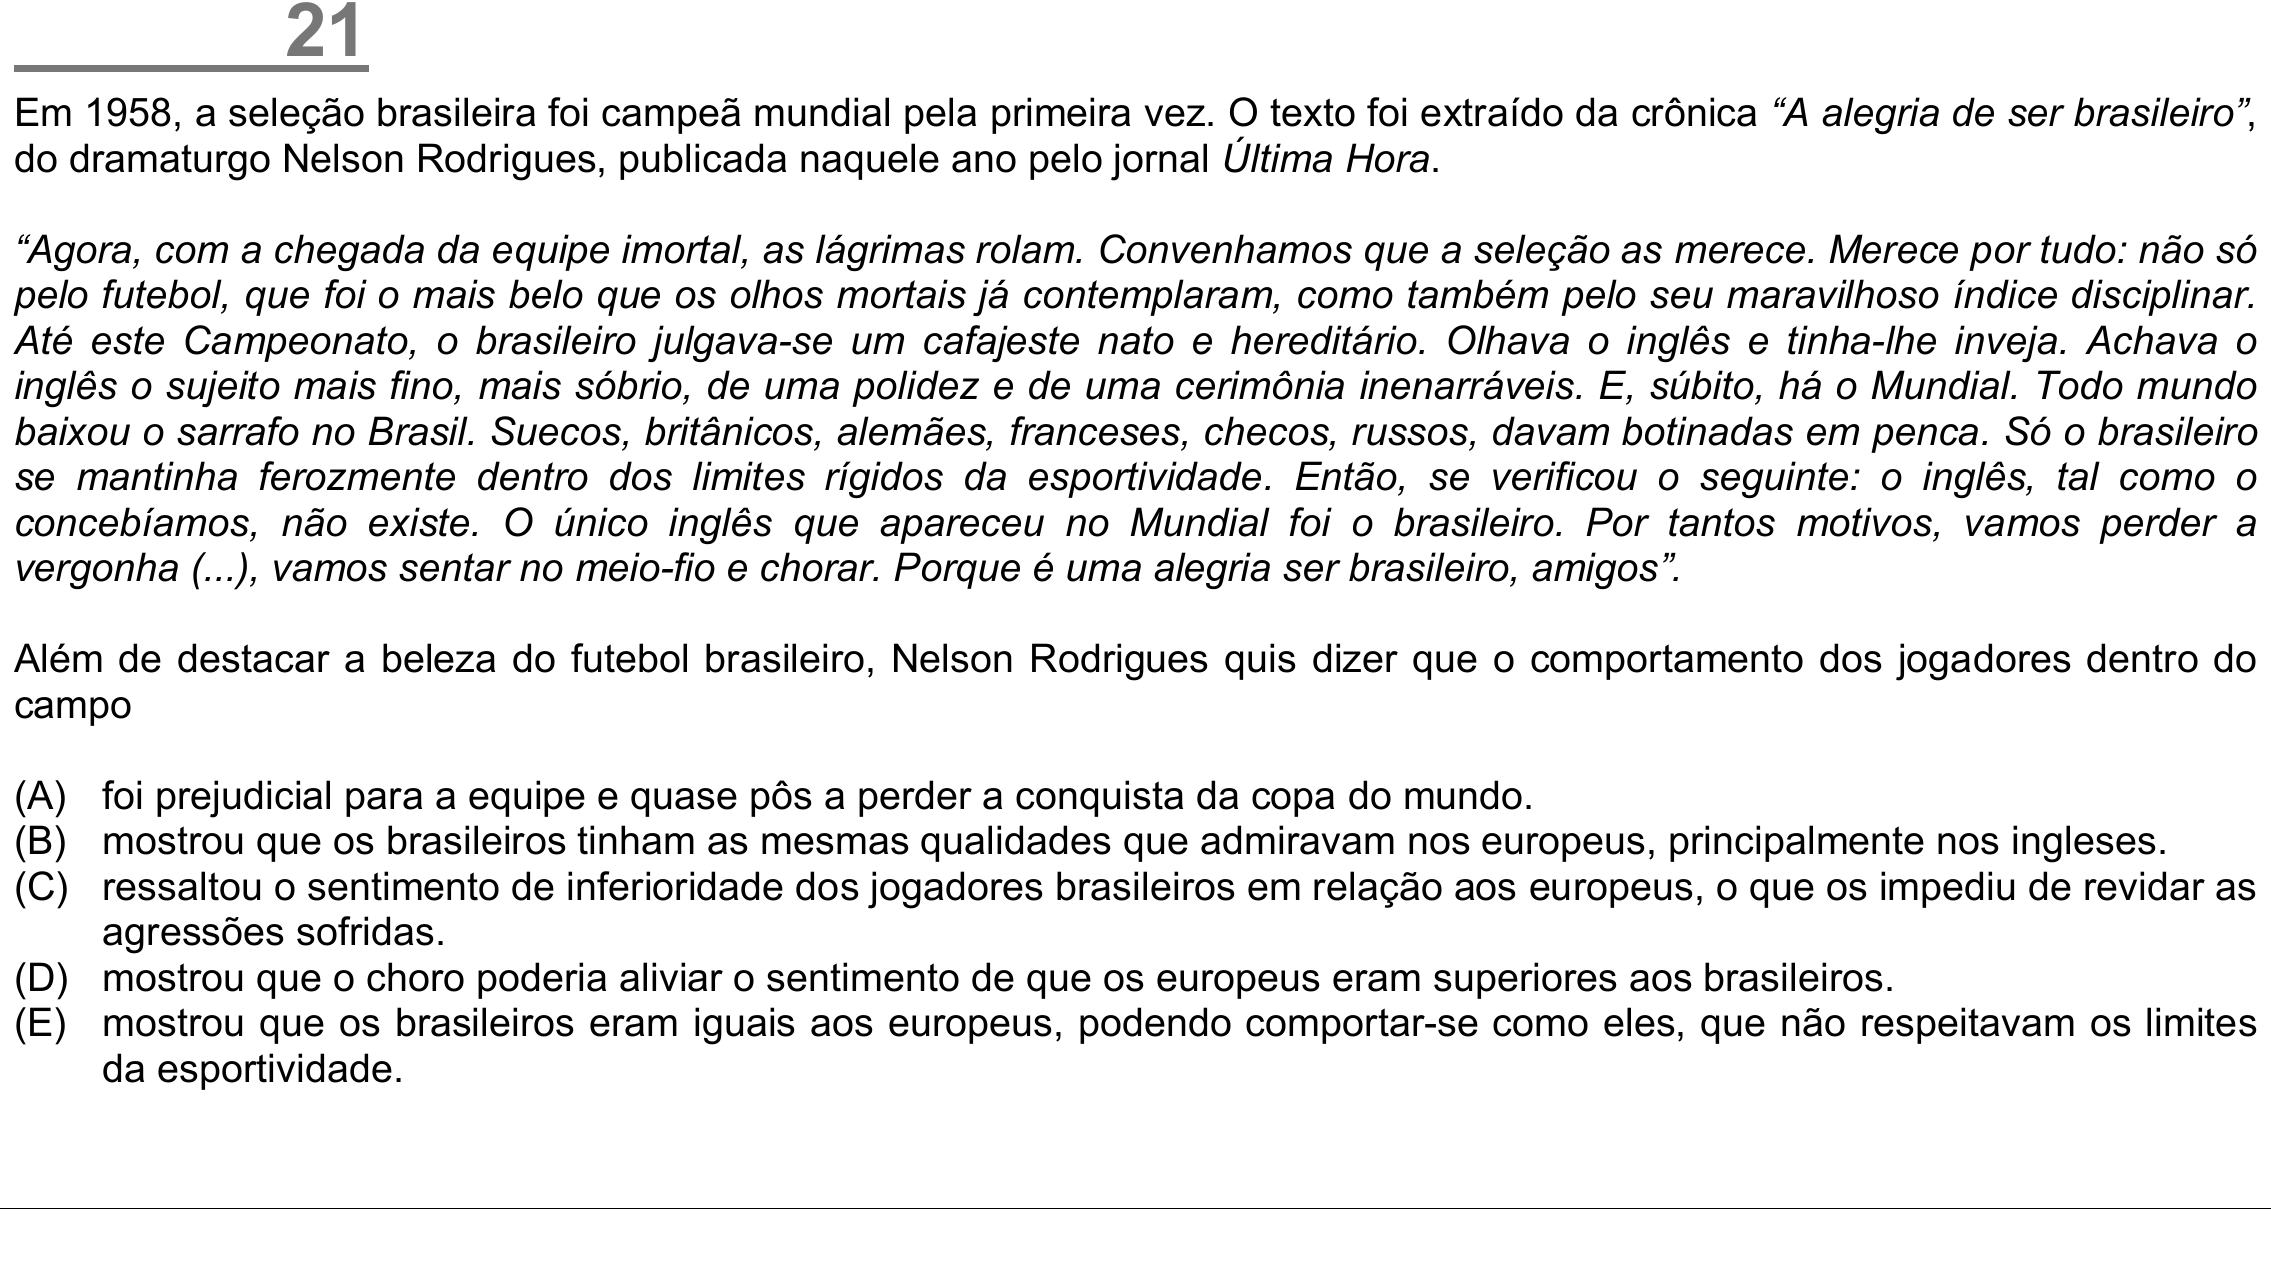 21
Em 1958, a seleção brasileira foi campeã mundial pela primeira vez. O texto foi extraído da crônica “A alegria de ser brasileiro”,
do dramaturgo Nelson Rodrigues, publicada naquele ano pelo jornal Última Hora.
“Agora, com a chegada da equipe imortal, as lágrimas rolam. Convenhamos que a seleção as merece. Merece por tudo: não só
pelo futebol, que foi o mais belo que os olhos mortais já contemplaram, como também pelo seu maravilhoso índice disciplinar.
Até este Campeonato, o brasileiro julgava-se um cafajeste nato e hereditário. Olhava o inglês e tinha-lhe inveja. Achava o
inglês o sujeito mais fino, mais sóbrio, de uma polidez e de uma cerimônia inenarráveis. E, súbito, há o Mundial. Todo mundo
baixou o sarrafo no Brasil. Suecos, britânicos, alemães, franceses, checos, russos, davam botinadas em penca. Só o brasileiro
se mantinha ferozmente dentro dos limites rígidos da esportividade. Então, se verificou o seguinte: o inglês, tal como o
concebíamos, não existe. O único inglês que apareceu no Mundial foi o brasileiro. Por tantos motivos, vamos perder a
vergonha (...), vamos sentar no meio-fio e chorar. Porque é uma alegria ser brasileiro, amigos”.
Além de destacar a beleza do futebol brasileiro, Nelson Rodrigues quis dizer que o comportamento dos jogadores dentro do
campo
(A) foi prejudicial para a equipe e quase pôs a perder a conquista da copa do mundo.
(B) mostrou que os brasileiros tinham as mesmas qualidades que admiravam nos europeus, principalmente nos ingleses.
(C) ressaltou o sentimento de inferioridade dos jogadores brasileiros em relação aos europeus, o que os impediu de revidar as
agressões sofridas.
(D) mostrou que o choro poderia aliviar o sentimento de que os europeus eram superiores aos brasileiros.
(E) mostrou que os brasileiros eram iguais aos europeus, podendo comportar-se como eles, que não respeitavam os limites
da esportividade.